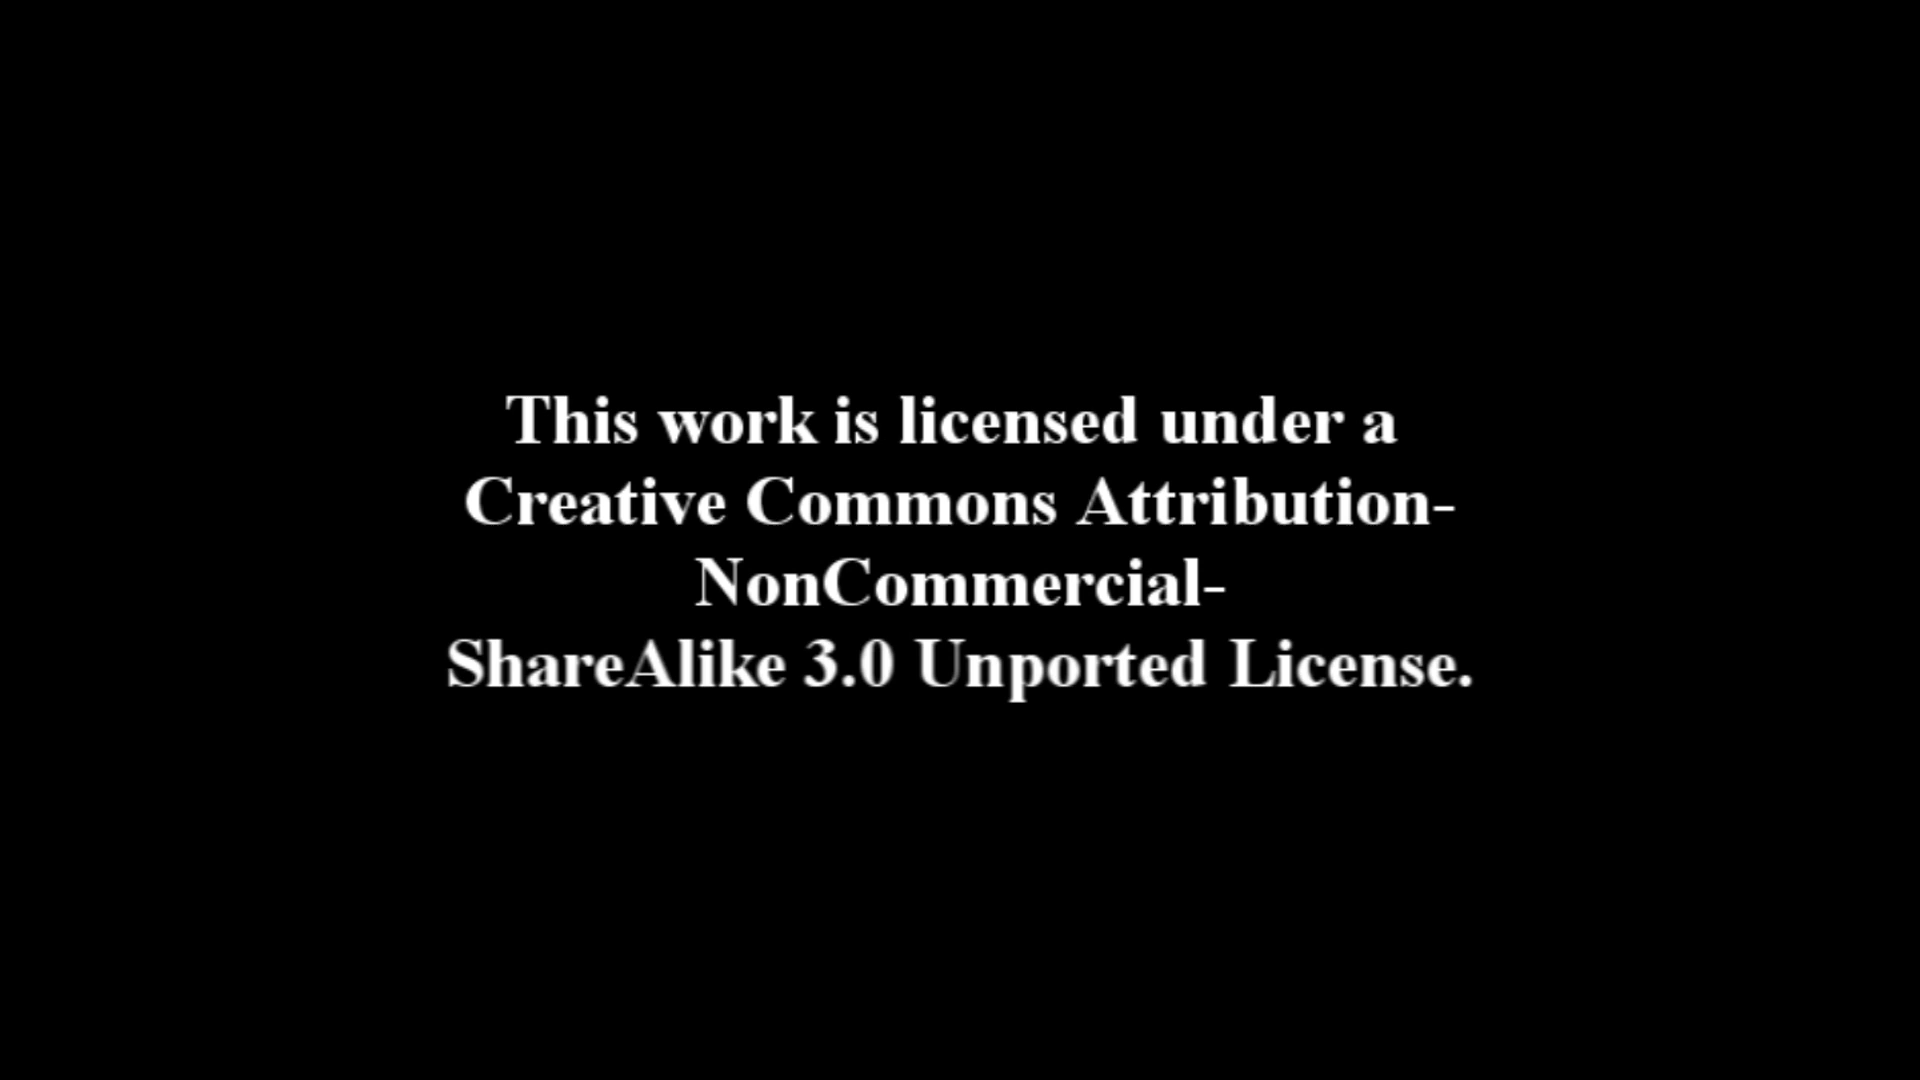 This work is licensed under a
Creative Commons Attribution-
NonCommercial-
ShareAlike 3.0 Unported License.